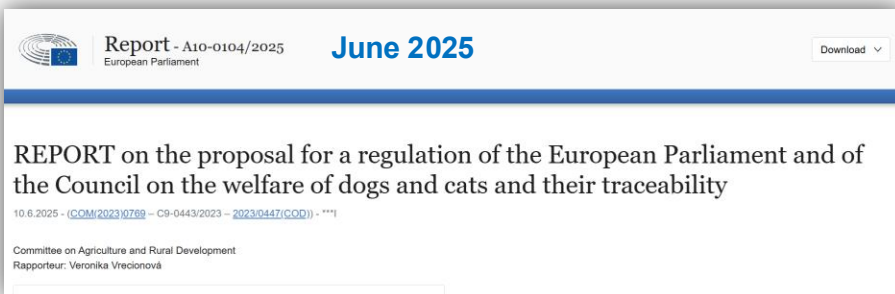 Report - A10-0104/2025
European Parliament
June 2025
Download
REPORT on the proposal for a regulation of the European Parliament and of
the Council on the welfare of dogs and cats and their traceability
10.6.2025 - (COM(2023)0769 – C9-0443/2023 – 2023/0447(COD)) - ***I
Committee on Agriculture and Rural Development
Rapporteur: Veronika Vrecionová